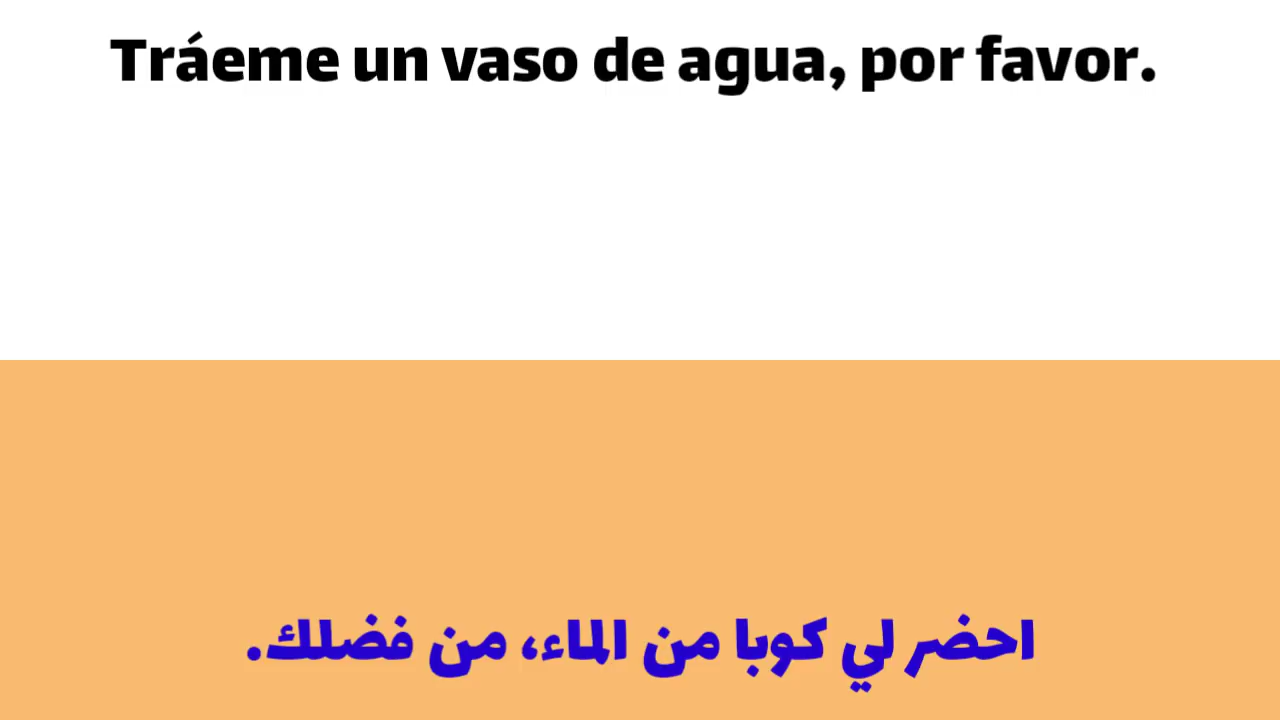 Tráeme un vaso de agua, por favor.
احضر لي كوبا من الماء، من فضلك.